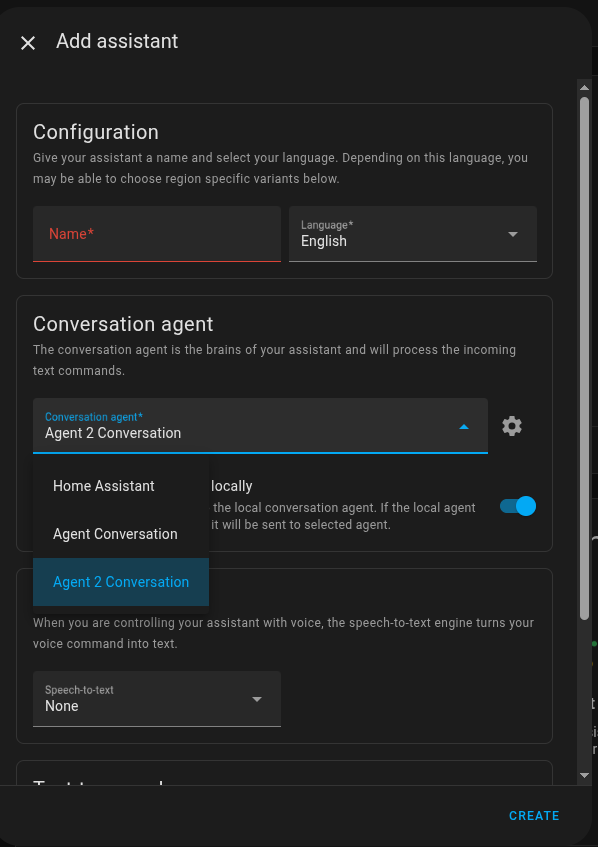 Add assistant
Configuration
Give your assistant a name and select your language. Depending on this language, you
may be able to choose region specific variants below.
Name*
Language*
English
Conversation agent
The conversation agent is the brains of your assistant and will process the incoming
text commands.
Conversation agent*
Agent 2 Conversation
Home Assistant
locally
the local conversation agent. If the local agent
it will be sent to selected agent.
Agent Conversation
Agent 2 Conversation
When you are controlling your assistant with voice, the speech-to-text engine turns your
voice command into text.
Speech-to-text
None
CREATE